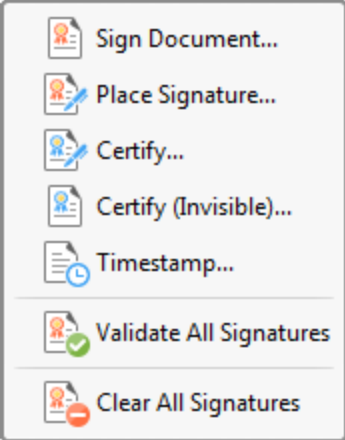 Sign Document...
Place Signature...
Certify...
Certify (Invisible)...
Timestamp...
Validate All Signatures
Clear All Signatures